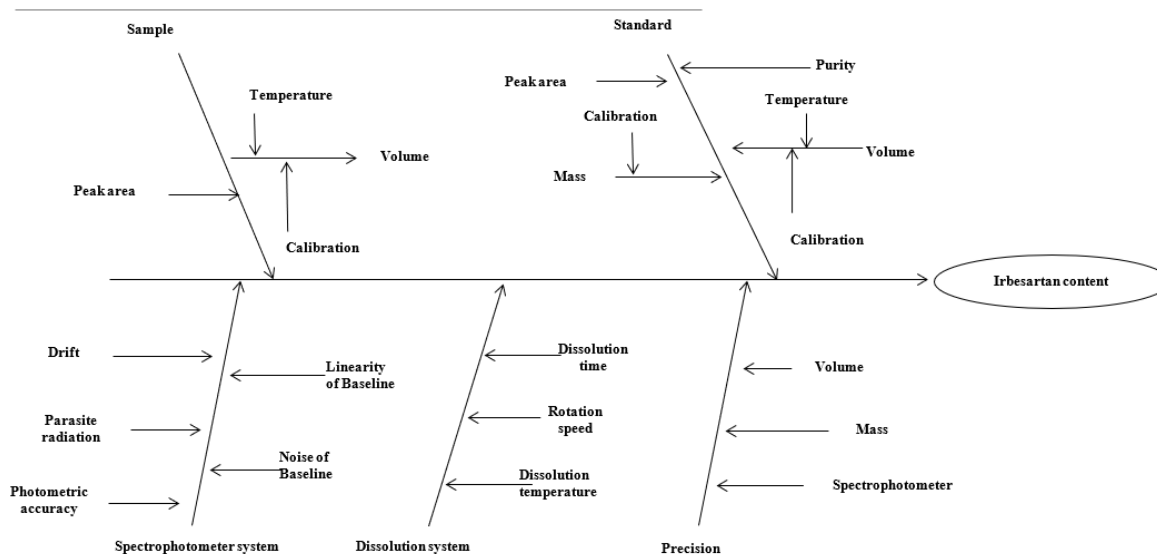 Sample
Standard
Purity
Peak area
Temperature
Temperature
Calibration
Volume
Volume
Mass
Peak area
Calibration
Calibration
Irbesartan content
Drift
Linearity
of Baseline
Dissolution
time
Volume
Parasite
radiation
Rotation
speed
Mass
Noise of
Baseline
Dissolution
temperature
Spectrophotometer
Photometric
accuracy
Spectrophotometer system
Dissolution system
Precision